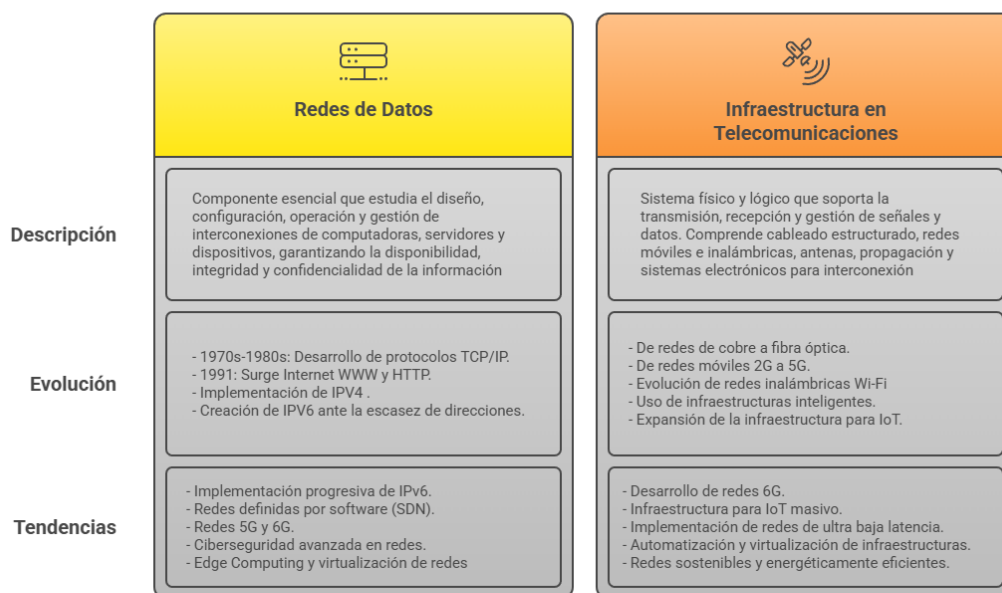 Redes de Datos
Infraestructura en
Telecomunicaciones
Descripción
Componente esencial que estudia el diseño,
configuración, operación y gestión de
interconexiones de computadoras, servidores y
dispositivos, garantizando la disponibilidad,
integridad y confidencialidad de la información
Sistema físico y lógico que soporta la
transmisión, recepción y gestión de señales y
datos. Comprende cableado estructurado, redes
móviles e inalámbricas, antenas, propagación y
sistemas electrónicos para interconexión
Evolución
- 1970s-1980s: Desarrollo de protocolos TCP/IP.
- 1991: Surge Internet WWW y HTTP.
- Implementación de IPV4 .
- Creación de IPV6 ante la escasez de direcciones.
- De redes de cobre a fibra óptica.
- De redes móviles 2G a 5G.
- Evolución de redes inalámbricas Wi-Fi
- Uso de infraestructuras inteligentes.
- Expansión de la infraestructura para IoT.
Tendencias
- Implementación progresiva de IPv6.
- Redes definidas por software (SDN).
- Redes 5G y 6G.
- Ciberseguridad avanzada en redes.
- Edge Computing y virtualización de redes
- Desarrollo de redes 6G.
- Infraestructura para IoT masivo.
- Implementación de redes de ultra baja latencia.
- Automatización y virtualización de infraestructuras.
- Redes sostenibles y energéticamente eficientes.